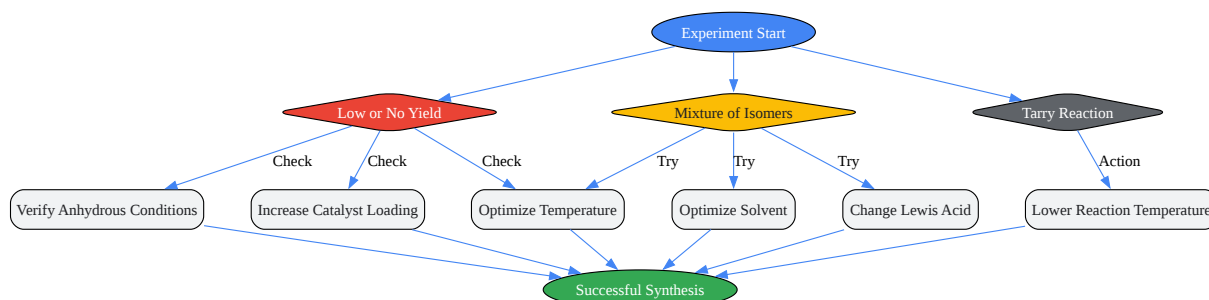 Experiment Start
Low or No Yield
Mixture of Isomers
Tarry Reaction
Check
Check
Check
Try
Try
Try
Action
Verify Anhydrous Conditions
Increase Catalyst Loading
Optimize Temperature
Optimize Solvent
Change Lewis Acid
Lower Reaction Temperature
Successful Synthesis